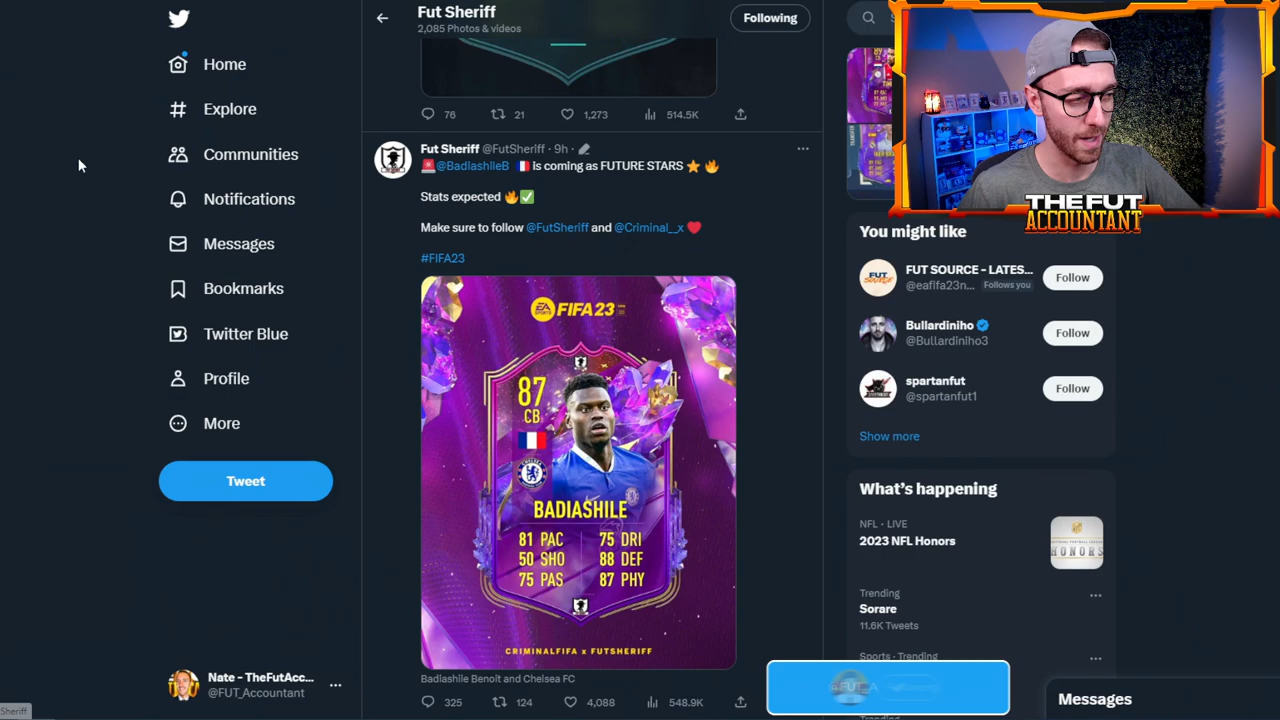 Home
Explore
Communities
Notifications
Messages
Bookmarks
Twitter Blue
Profile
More
Tweet
Nate - TheFutAcc...
@FUT_Accountant
Sheriff
Fut Sheriff
2,085 Photos & videos
Following
76
21
1,273
514.5K
Fut Sheriff @FutSheriff · 9h ·
🚨@BadiashileB 🇫🇷 is coming as FUTURE STARS ⭐ 🔥
Stats expected 🔥✅
Make sure to follow @FutSheriff and @Criminal__x ❤️
#FIFA23
EA SPORTS FIFA 23
87
CB
BADIASHILE
81 PAC 75 DRI
50 SHO 88 DEF
75 PAS 87 PHY
CRIMINALFIFA x FUTSHERIFF
Badiashile Benoit and Chelsea FC
325
124
4,088
548.9K
THE FUT
ACCOUNTANT
You might like
FUT SOURCE - LATES...
@eafifa23n... Follows you
Follow
Bullardiniho
@Bullardiniho3
Follow
spartanfut
@spartanfut1
Follow
Show more
What's happening
NFL · LIVE
2023 NFL Honors
HONORS
Trending
Sorare
11.6K Tweets
Sports · Trending
Messages